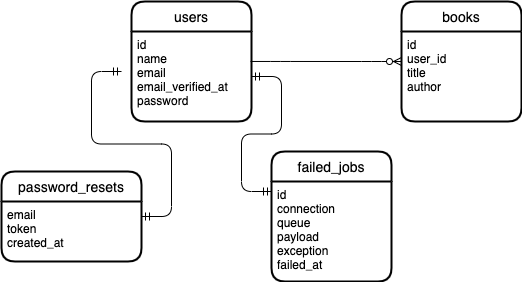 users
id
name
email
email_verified_at
password
books
id
user_id
title
author
password_resets
email
token
created_at
failed_jobs
id
connection
queue
payload
exception
failed_at